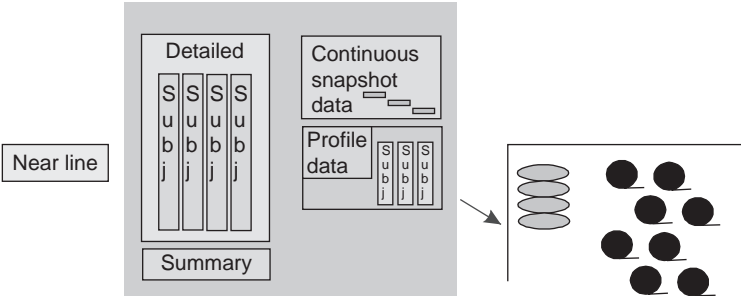 Near line
Detailed
S
u
b
j
S
u
b
j
S
u
b
j
S
u
b
j
Summary
Continuous
snapshot
data
Profile
data
S
u
b
j
S
u
b
j
S
u
b
j